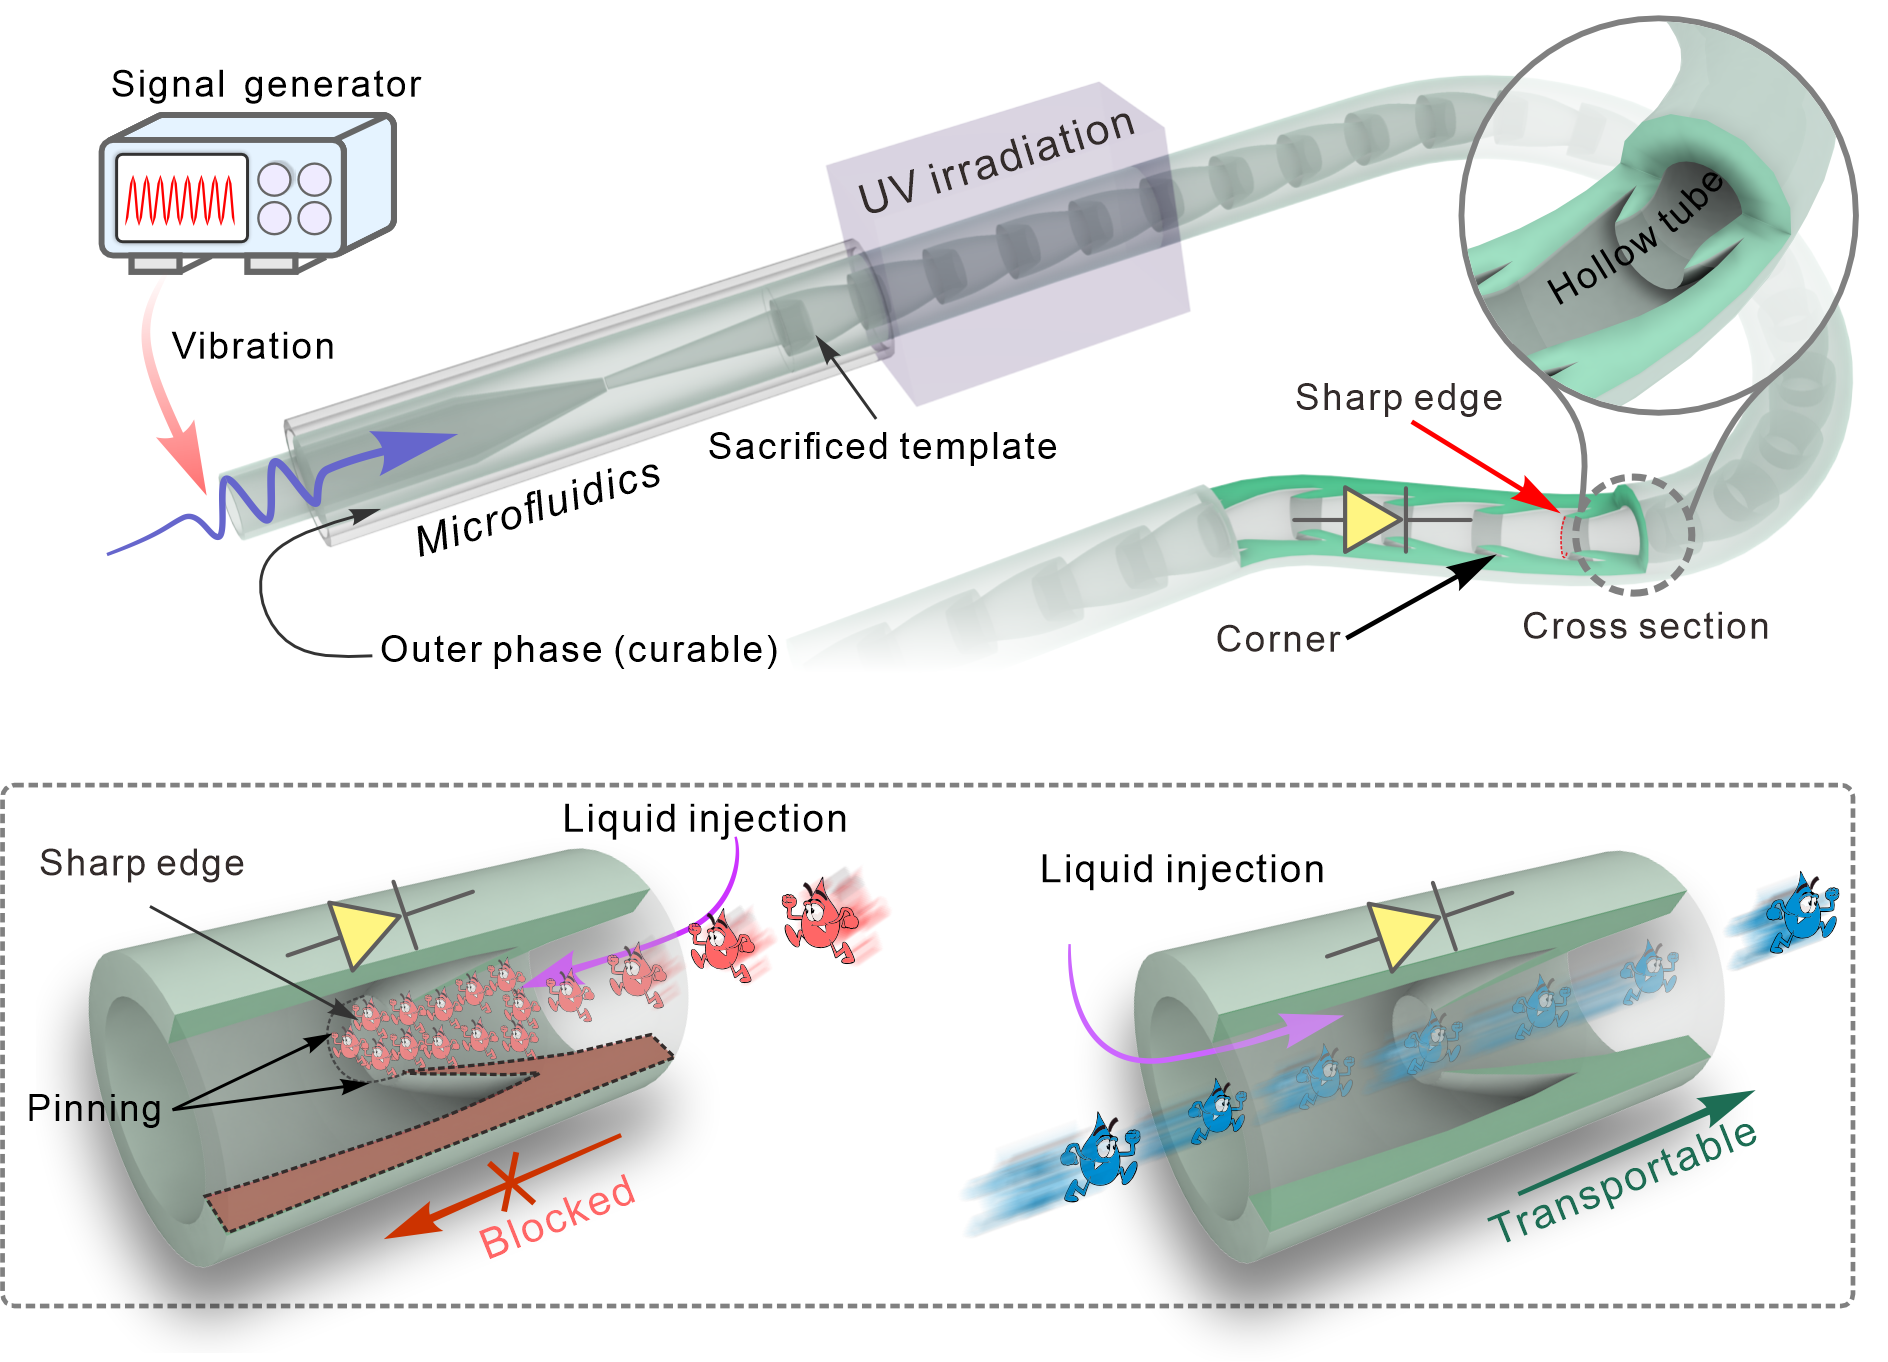 Signal generator
UV irradiation
Hollow tube
Vibration
Sharp edge
Sacrificed template
Microfluidics
Corner
Cross section
Outer phase (curable)
Liquid injection
Sharp edge
Liquid injection
Pinning
Blocked
Transportable